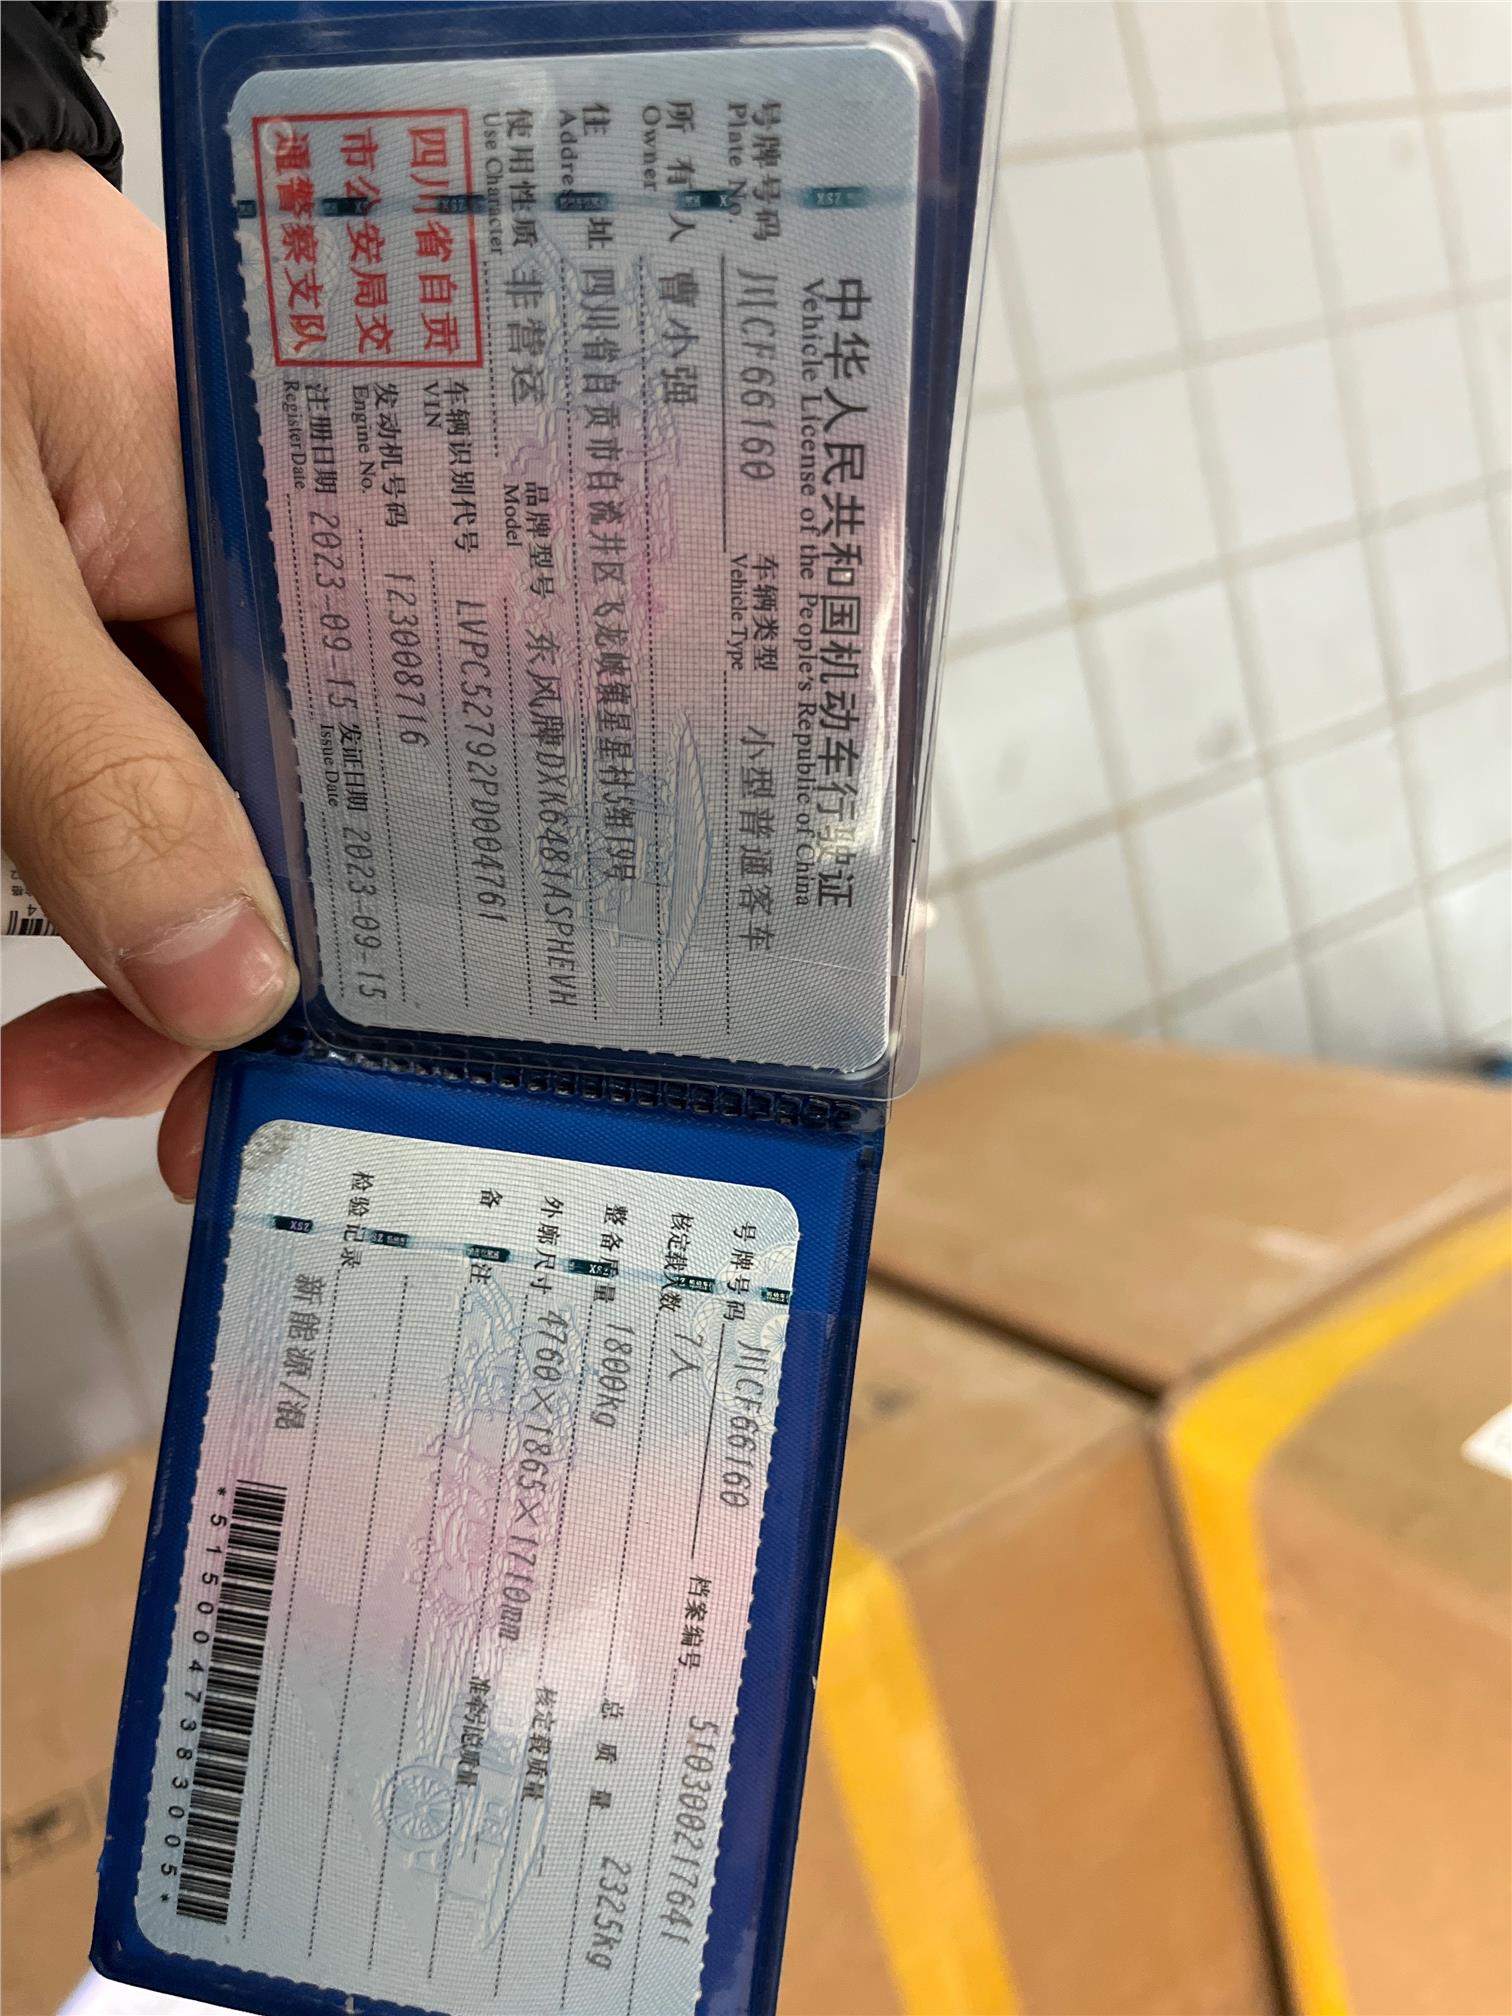 中华人民共和国机动车行驶证
Vehicle License of the People's Republic of China
号牌号码 川CF66160 车辆类型 小型普通客车
Plate No. Vehicle Type
所有人 曹小强
Owner
住址 四川省自贡市自流井区飞龙峡镇星星村5组19号
Address
使用性质 非营运 品牌型号 东风牌DXK6481ASPHEVH
Use Character Model
四川省自贡市公安局交通警察支队
车辆识别代号 LVPC52792PD004761
VIN
发动机号码 123008716
Engine No.
注册日期 2023-09-15 发证日期 2023-09-15
Register Date Issue Date
号牌号码 川CF66160 档案编号 510300217641
核定载人数 7人 总质量 2325kg
整备质量 1800kg 核定载质量
外廓尺寸 4760×1865×1710mm 准牵引总质量
备注
检验记录
新能源/混
*5150047383005*